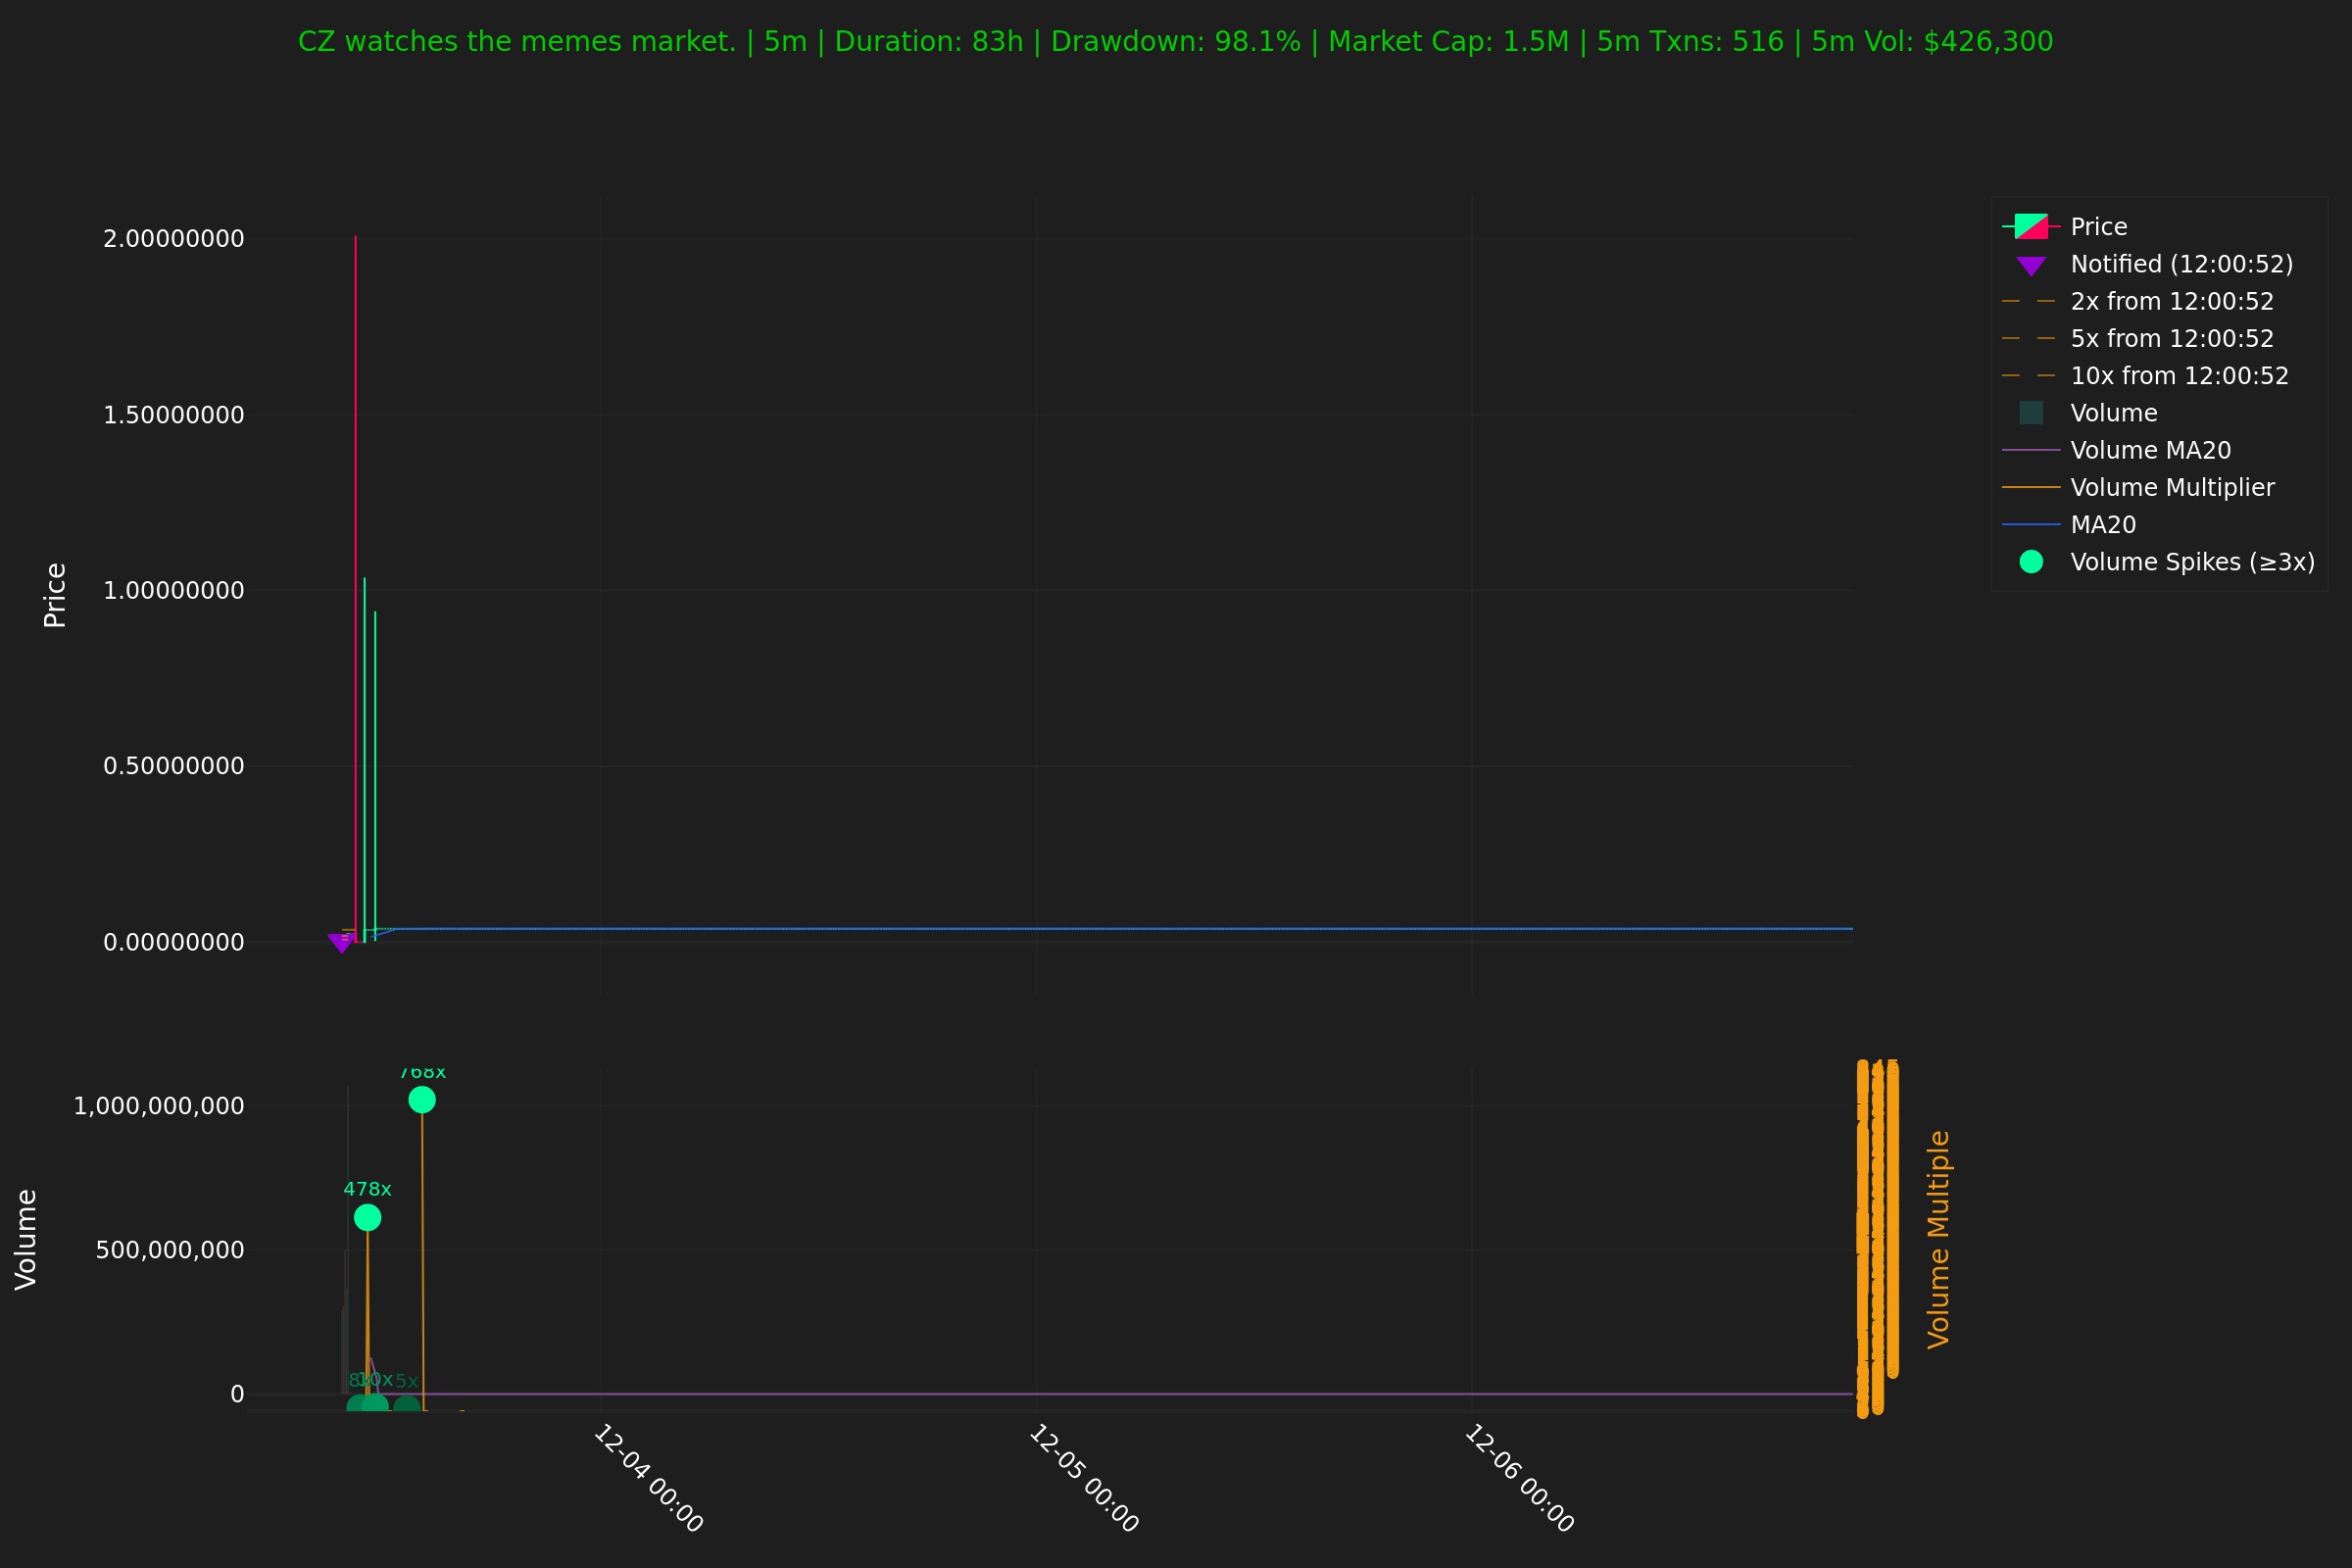 CZ watches the memes market. | 5m | Duration: 83h | Drawdown: 98.1% | Market Cap: 1.5M | 5m Txns: 516 | 5m Vol: $426,300
Price
2.00000000
1.50000000
1.00000000
0.50000000
0.00000000
Price
Notified (12:00:52)
2x from 12:00:52
5x from 12:00:52
10x from 12:00:52
Volume
Volume MA20
Volume Multiplier
MA20
Volume Spikes (≥3x)
Volume
1,000,000,000
500,000,000
0
768x
478x
10x
5x
Volume Multiple
12-04 00:00
12-05 00:00
12-06 00:00